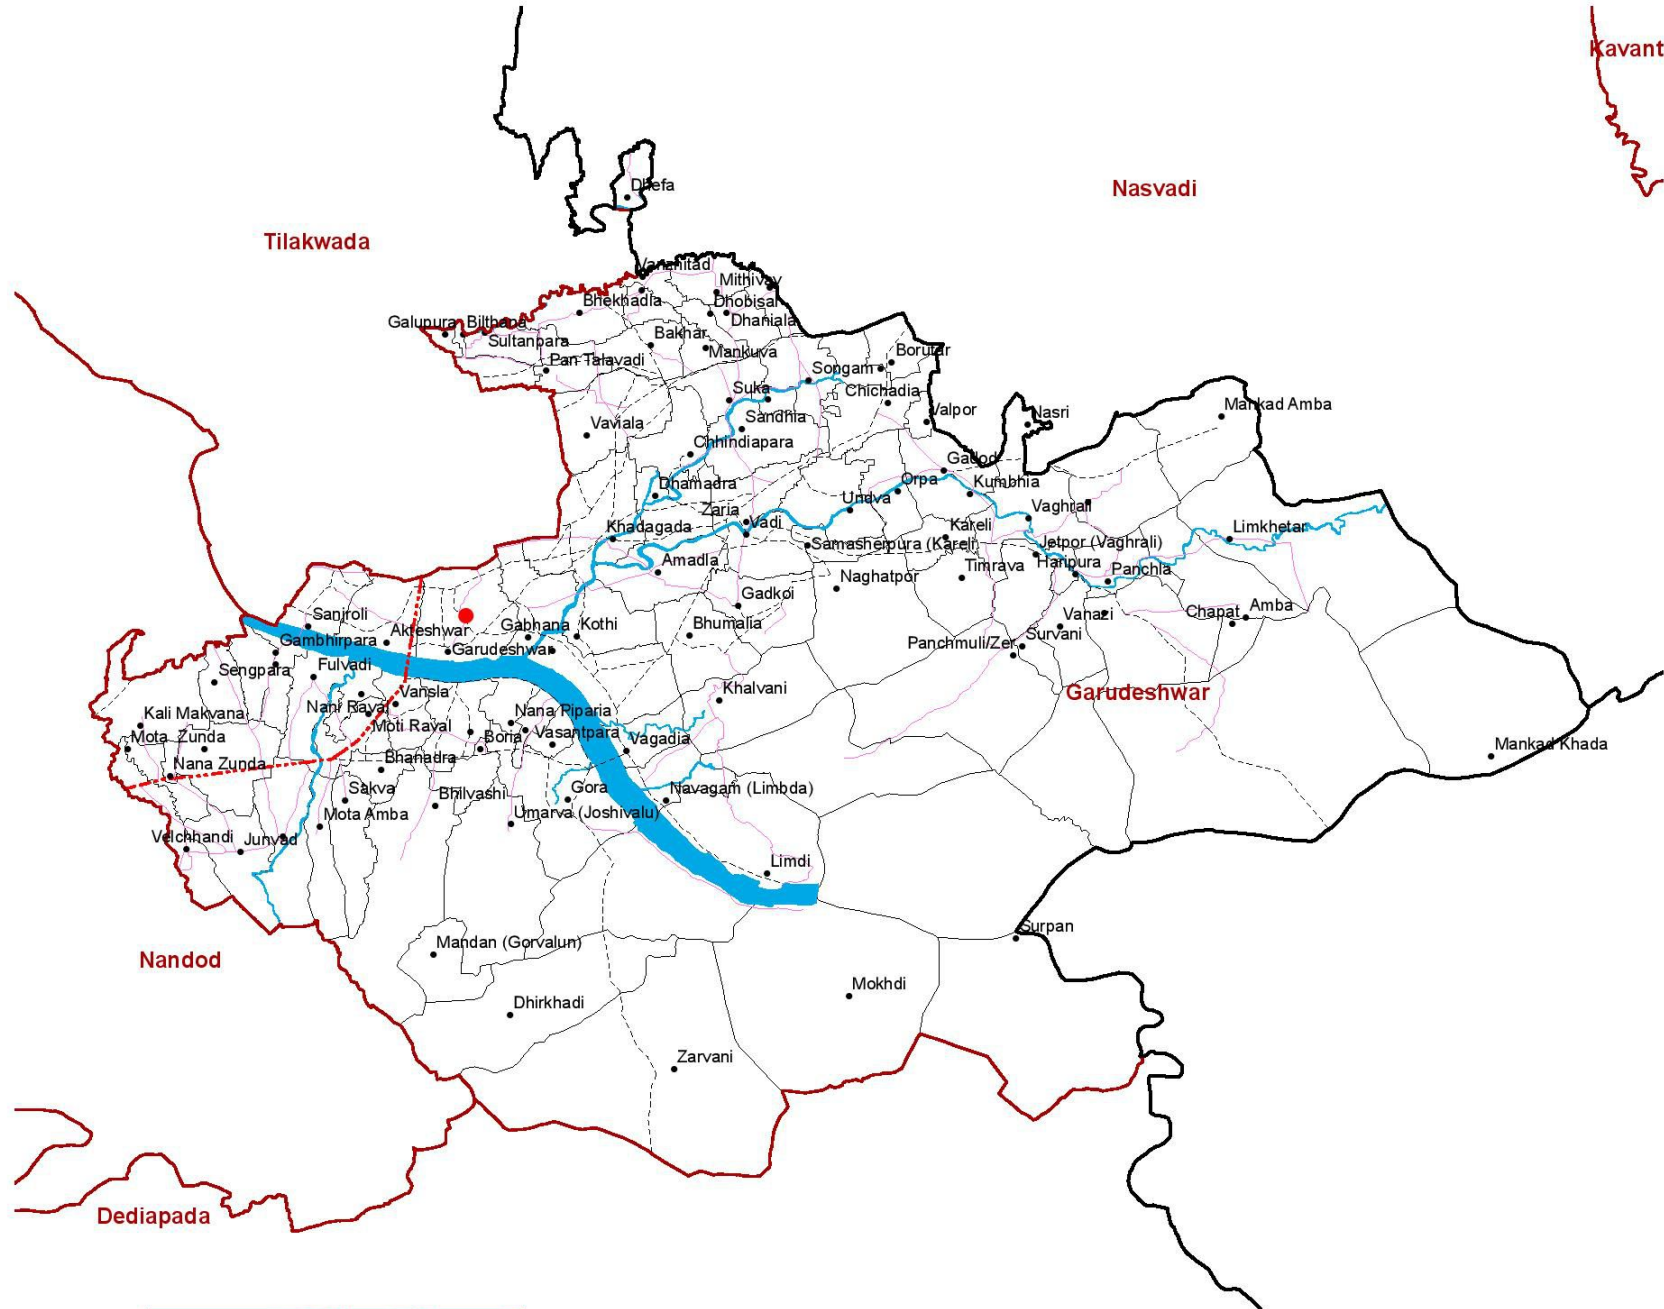 Kavant
Dhefa
Nasvadi
Tilakwada
Vanzhitad
Mithivav
Bhekhadia
Dhobisal
Dhaniala
Galupura
Bilthana
Sultanpara
Bakhar
Mankuva
Borutar
Pan Talavadi
Songam
Suka
Chichadia
Valpor
Nasri
Mankad Amba
Sandhia
Vaviala
Chhindiapara
Gadod
Dhamadra
Orpa
Kumbhia
Undva
Zaria
Vadi
Vaghrali
Khadagada
Kareli
Limkhetar
Samasherpura (Kareli)
Jetpor (Vaghrali)
Amadla
Timrava
Haripura
Panchla
Naghatpor
Gadkoi
Sanjroli
Vanazi
Chapat
Amba
Akteshwar
Gabhana
Kothi
Bhumalia
Gambhirpara
Garudeshwar
Panchmuli/Zer
Survani
Sengpara
Fulvadi
Vansla
Khalvani
Garudeshwar
Nani Raval
Kali Makvana
Moti Raval
Nana Piparia
Mota Zunda
Boria
Vasantpara
Vagadia
Mankad Khada
Nana Zunda
Bhanadra
Sakva
Bhilvashi
Gora
Navagam (Limbda)
Mota Amba
Umarva (Joshivalu)
Velchhandi
Junvad
Limdi
Surpan
Mandan (Gorvalun)
Nandod
Mokhdi
Dhirkhadi
Zarvani
Dediapada